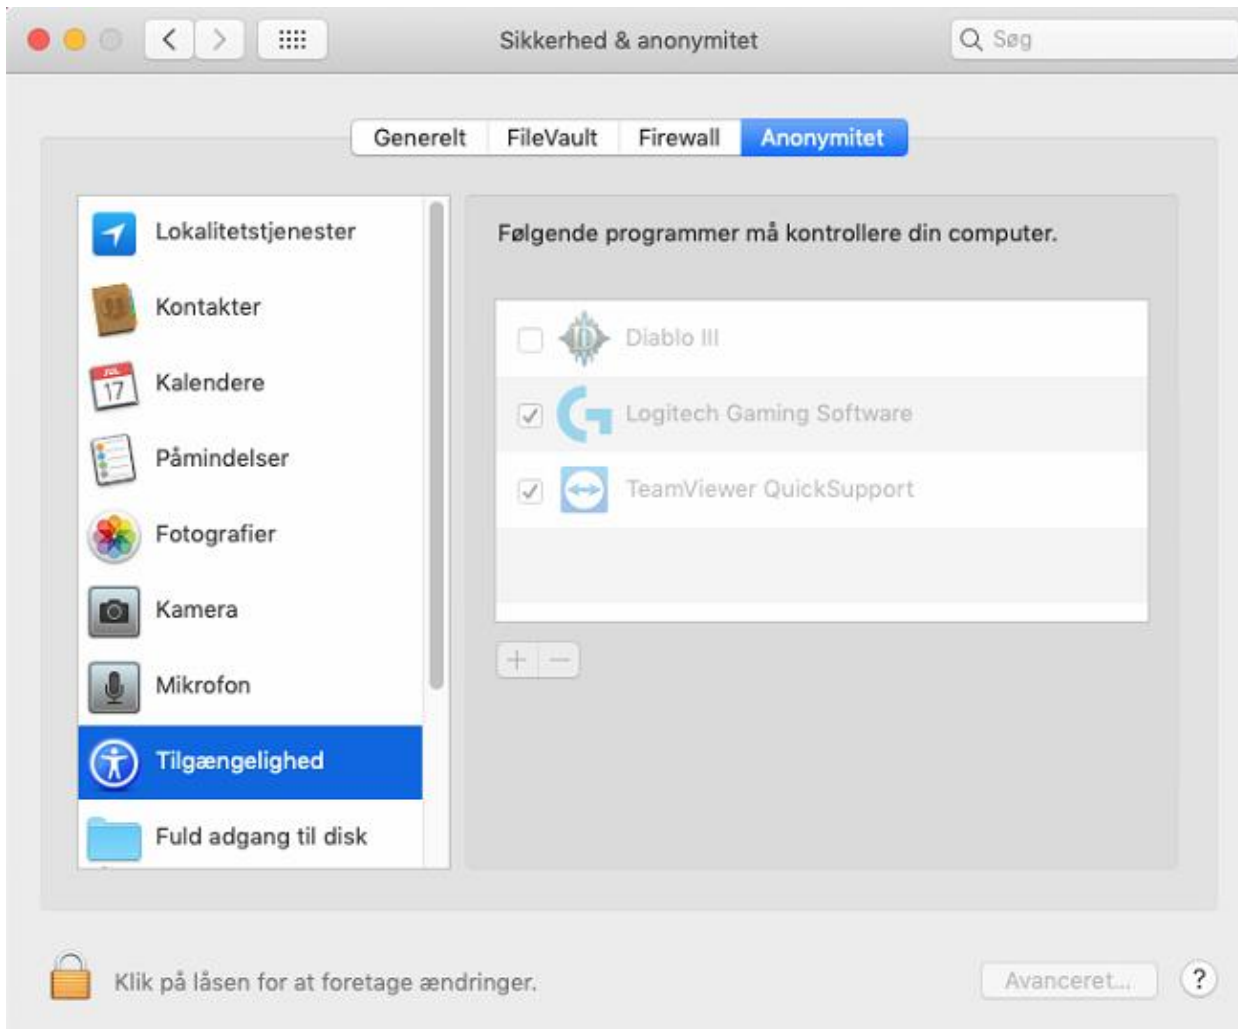 Sikkerhed & anonymitet
Søg
Generelt
FileVault
Firewall
Anonymitet
Lokalitetstjenester
Kontakter
JUL
17
Kalendere
Påmindelser
Fotografier
Kamera
Mikrofon
Tilgængelighed
Fuld adgang til disk
Følgende programmer må kontrollere din computer.
Diablo III
Logitech Gaming Software
TeamViewer QuickSupport
+
−
Klik på låsen for at foretage ændringer.
Avanceret...
?